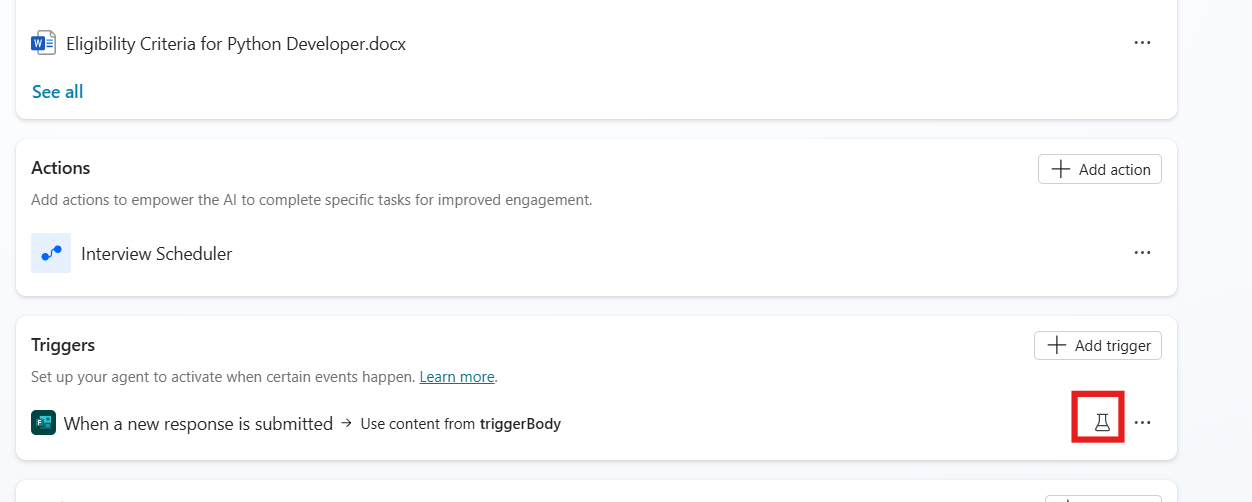 Eligibility Criteria for Python Developer.docx
See all
Actions
Add action
Add actions to empower the AI to complete specific tasks for improved engagement.
Interview Scheduler
Triggers
Add trigger
Set up your agent to activate when certain events happen. Learn more.
When a new response is submitted → Use content from triggerBody